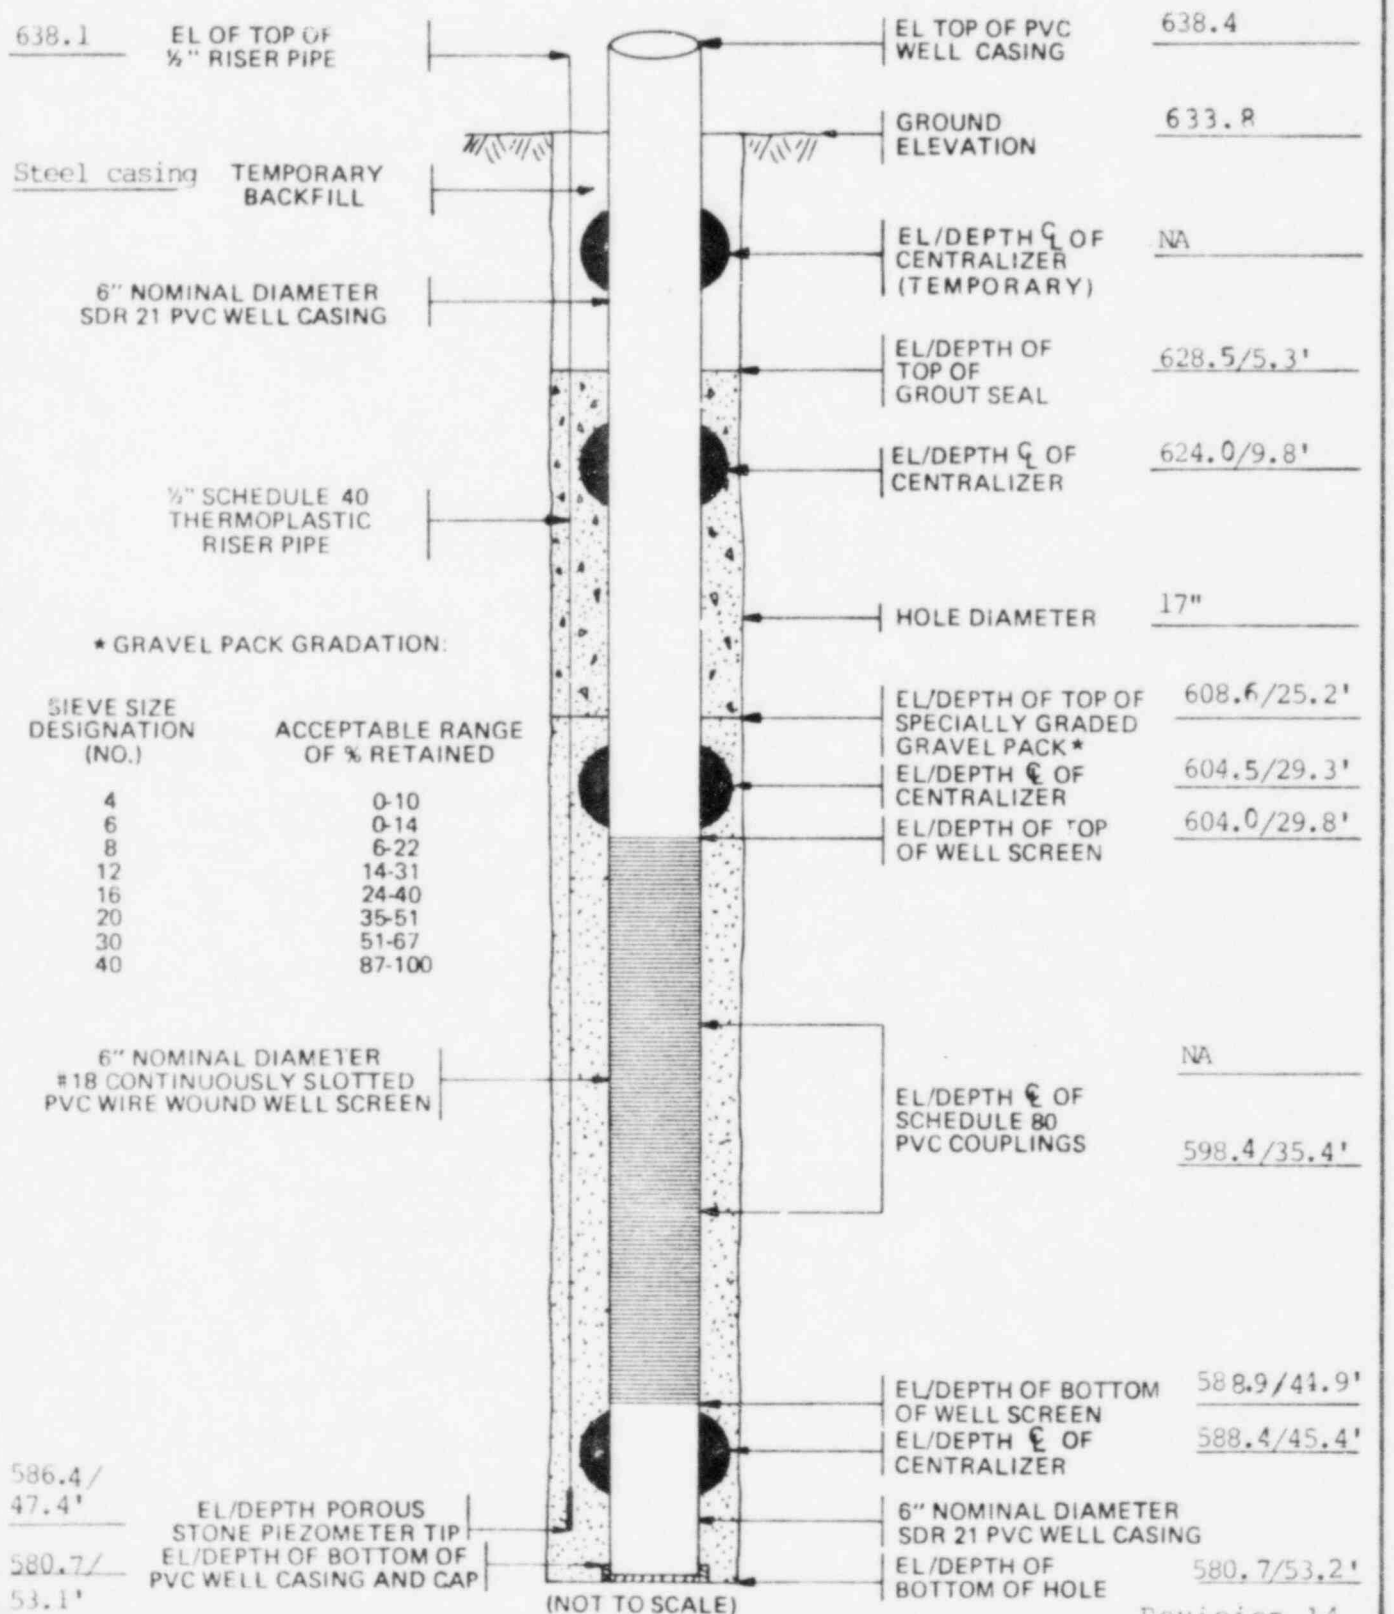 638.1
EL OF TOP OF
½" RISER PIPE
EL TOP OF PVC
WELL CASING
638.4
GROUND
ELEVATION
633.8
Steel casing
TEMPORARY
BACKFILL
EL/DEPTH ℄ OF
CENTRALIZER
(TEMPORARY)
NA
6" NOMINAL DIAMETER
SDR 21 PVC WELL CASING
EL/DEPTH OF
TOP OF
GROUT SEAL
628.5/5.3'
EL/DEPTH ℄ OF
CENTRALIZER
624.0/9.8'
½" SCHEDULE 40
THERMOPLASTIC
RISER PIPE
HOLE DIAMETER
17"
* GRAVEL PACK GRADATION:
SIEVE SIZE
DESIGNATION
(NO.)
ACCEPTABLE RANGE
OF % RETAINED
4 0-10
6 0-14
8 6-22
12 14-31
16 24-40
20 35-51
30 51-67
40 87-100
EL/DEPTH OF TOP OF
SPECIALLY GRADED
GRAVEL PACK *
608.6/25.2'
EL/DEPTH ℄ OF
CENTRALIZER
604.5/29.3'
EL/DEPTH OF TOP
OF WELL SCREEN
604.0/29.8'
6" NOMINAL DIAMETER
#18 CONTINUOUSLY SLOTTED
PVC WIRE WOUND WELL SCREEN
EL/DEPTH ℄ OF
SCHEDULE 80
PVC COUPLINGS
NA
598.4/35.4'
EL/DEPTH OF BOTTOM
OF WELL SCREEN
588.9/44.9'
EL/DEPTH ℄ OF
CENTRALIZER
588.4/45.4'
586.4/
47.4'
EL/DEPTH POROUS
STONE PIEZOMETER TIP
6" NOMINAL DIAMETER
SDR 21 PVC WELL CASING
580.7/
53.1'
EL/DEPTH OF BOTTOM OF
PVC WELL CASING AND CAP
EL/DEPTH OF
BOTTOM OF HOLE
580.7/53.2'
(NOT TO SCALE)